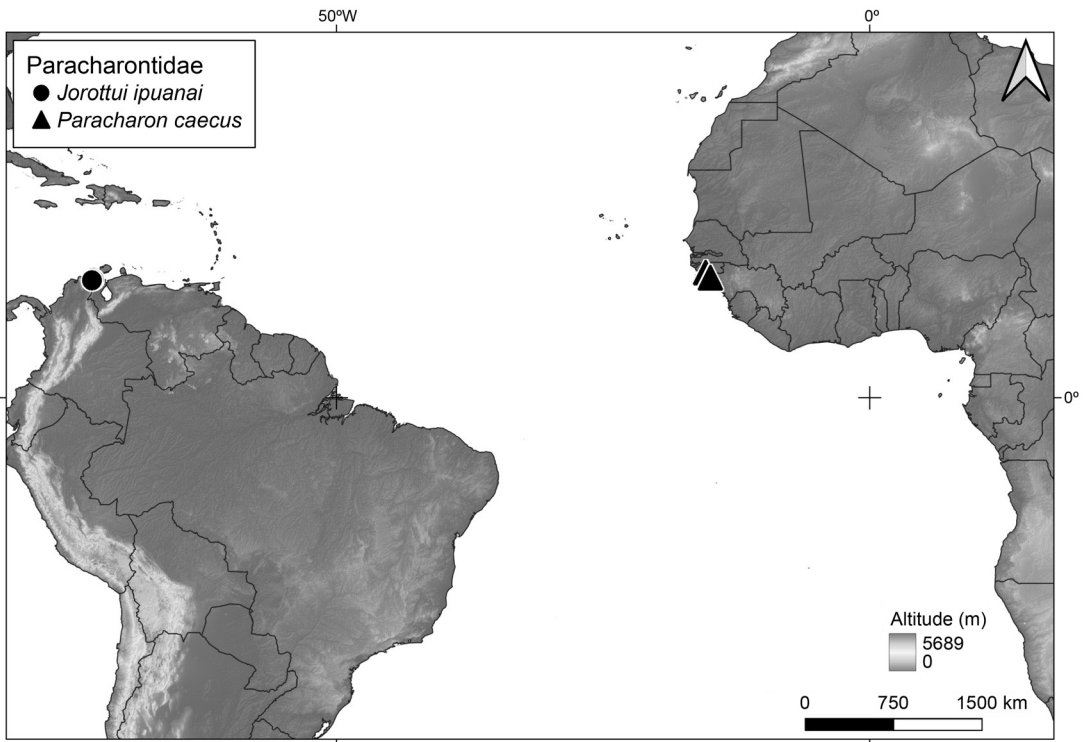 50ºW
0º
Paracharontidae
Jorottui ipuanai
Paracharon caecus
0º
Altitude (m)
5689
0
0 750 1500 km